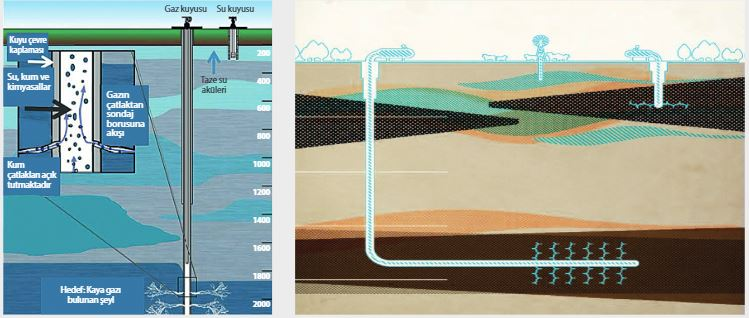 Gaz kuyusu Su kuyusu
Kuyu çevre
kaplaması
Su, kum ve
kimyasallar
Gazın
çatlaktan
sondaj
borusuna
akışı
Taze su
aküleri
Kum
çatlakları açık
tutmaktadır
Hedef: Kaya gazı
bulunan şeyl
200
400
600
800
1000
1200
1400
1600
1800
2000